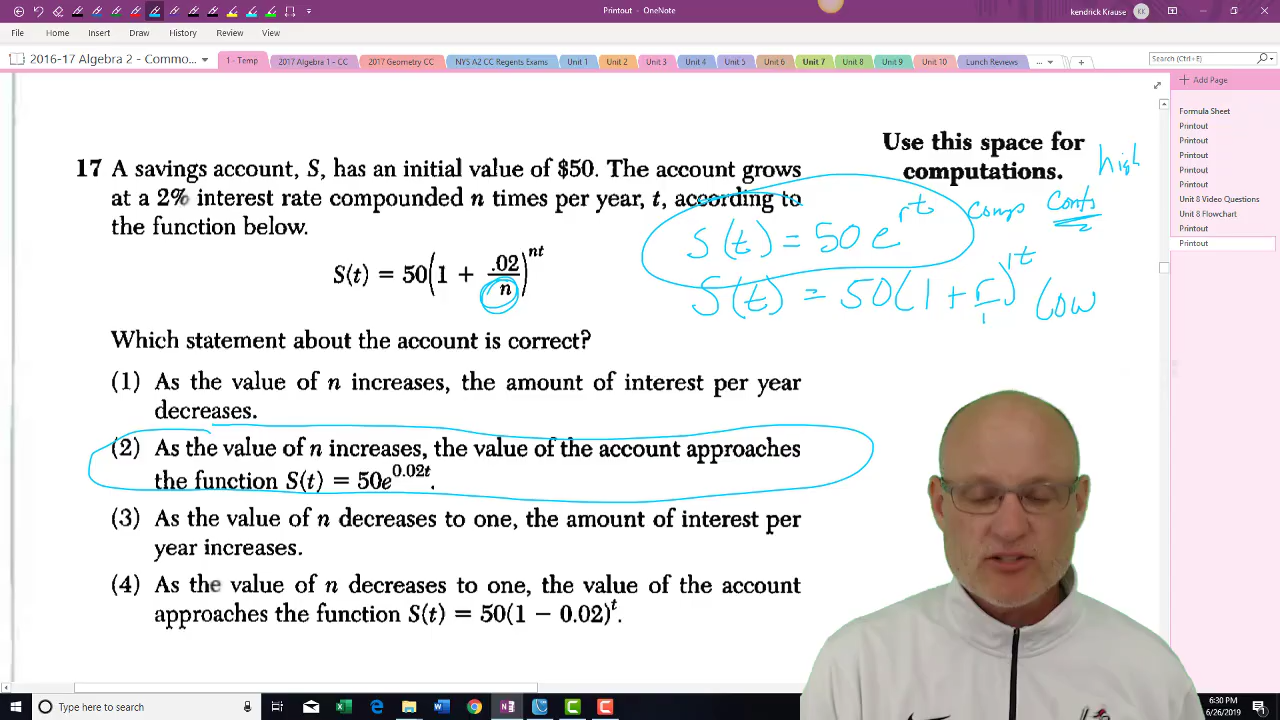 Printout - OneNote
kendrick Krause
KK
File Home Insert Draw History Review View
2016-17 Algebra 2 - Commo...
1 - Temp
2017 Algebra 1 - CC
2017 Geometry CC
NYS A2 CC Regents Exams
Unit 1
Unit 2
Unit 3
Unit 4
Unit 5
Unit 6
Unit 7
Unit 8
Unit 9
Unit 10
Lunch Reviews
...
Search (Ctrl+E)
Add Page
Formula Sheet
Printout
Printout
Printout
Printout
Printout
Unit 8 Video Questions
Unit 8 Flowchart
Printout
Printout
Use this space for
computations.
high
17 A savings account, S, has an initial value of $50. The account grows
at a 2% interest rate compounded n times per year, t, according to
the function below.
S(t) = 50(1 + .02/n)^nt
S(t) = 50e^rt comp conts
S(t) = 50(1 + r/1)^1t low
Which statement about the account is correct?
(1) As the value of n increases, the amount of interest per year
decreases.
(2) As the value of n increases, the value of the account approaches
the function S(t) = 50e^0.02t.
(3) As the value of n decreases to one, the amount of interest per
year increases.
(4) As the value of n decreases to one, the value of the account
approaches the function S(t) = 50(1 − 0.02)^t.
Type here to search
6:30 PM
6/26/2019